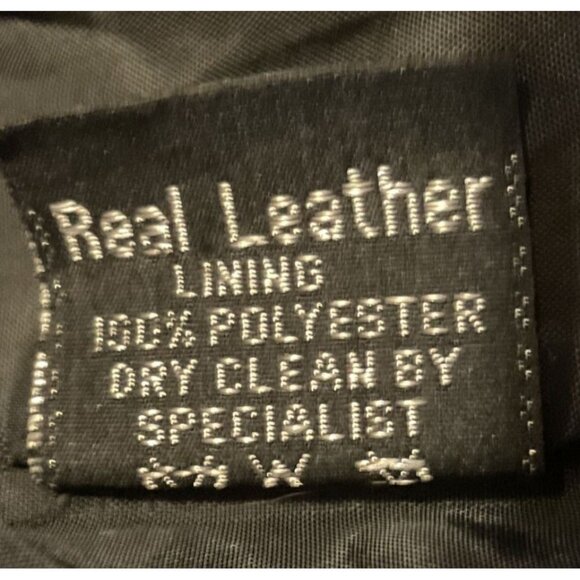 Real Leather
LINING
100% POLYESTER
DRY CLEAN BY
SPECIALIST